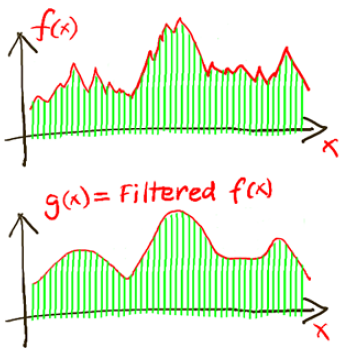 f(x)
x
g(x) = Filtered f(x)
x